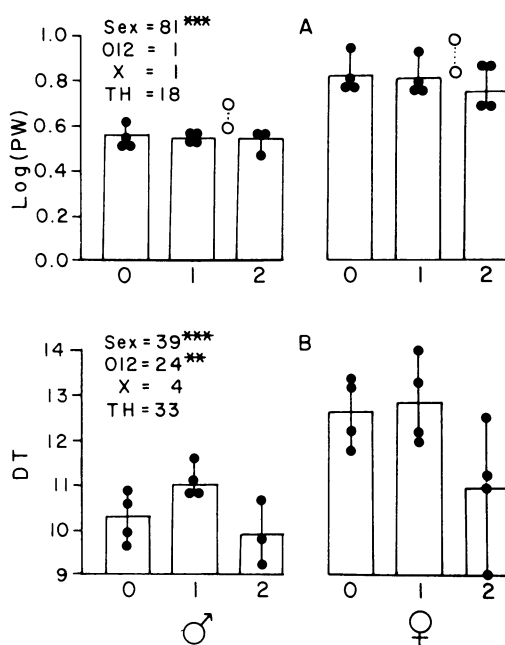 Sex = 81***
O12 = 1
X = 1
TH = 18
A
Log(PW)
1.0
0.8
0.6
0.4
0.2
0.0
0 1 2
0 1 2
Sex = 39***
O12 = 24**
X = 4
TH = 33
B
DT
14
13
12
11
10
9
0 1 2
0 1 2
♂ ♀